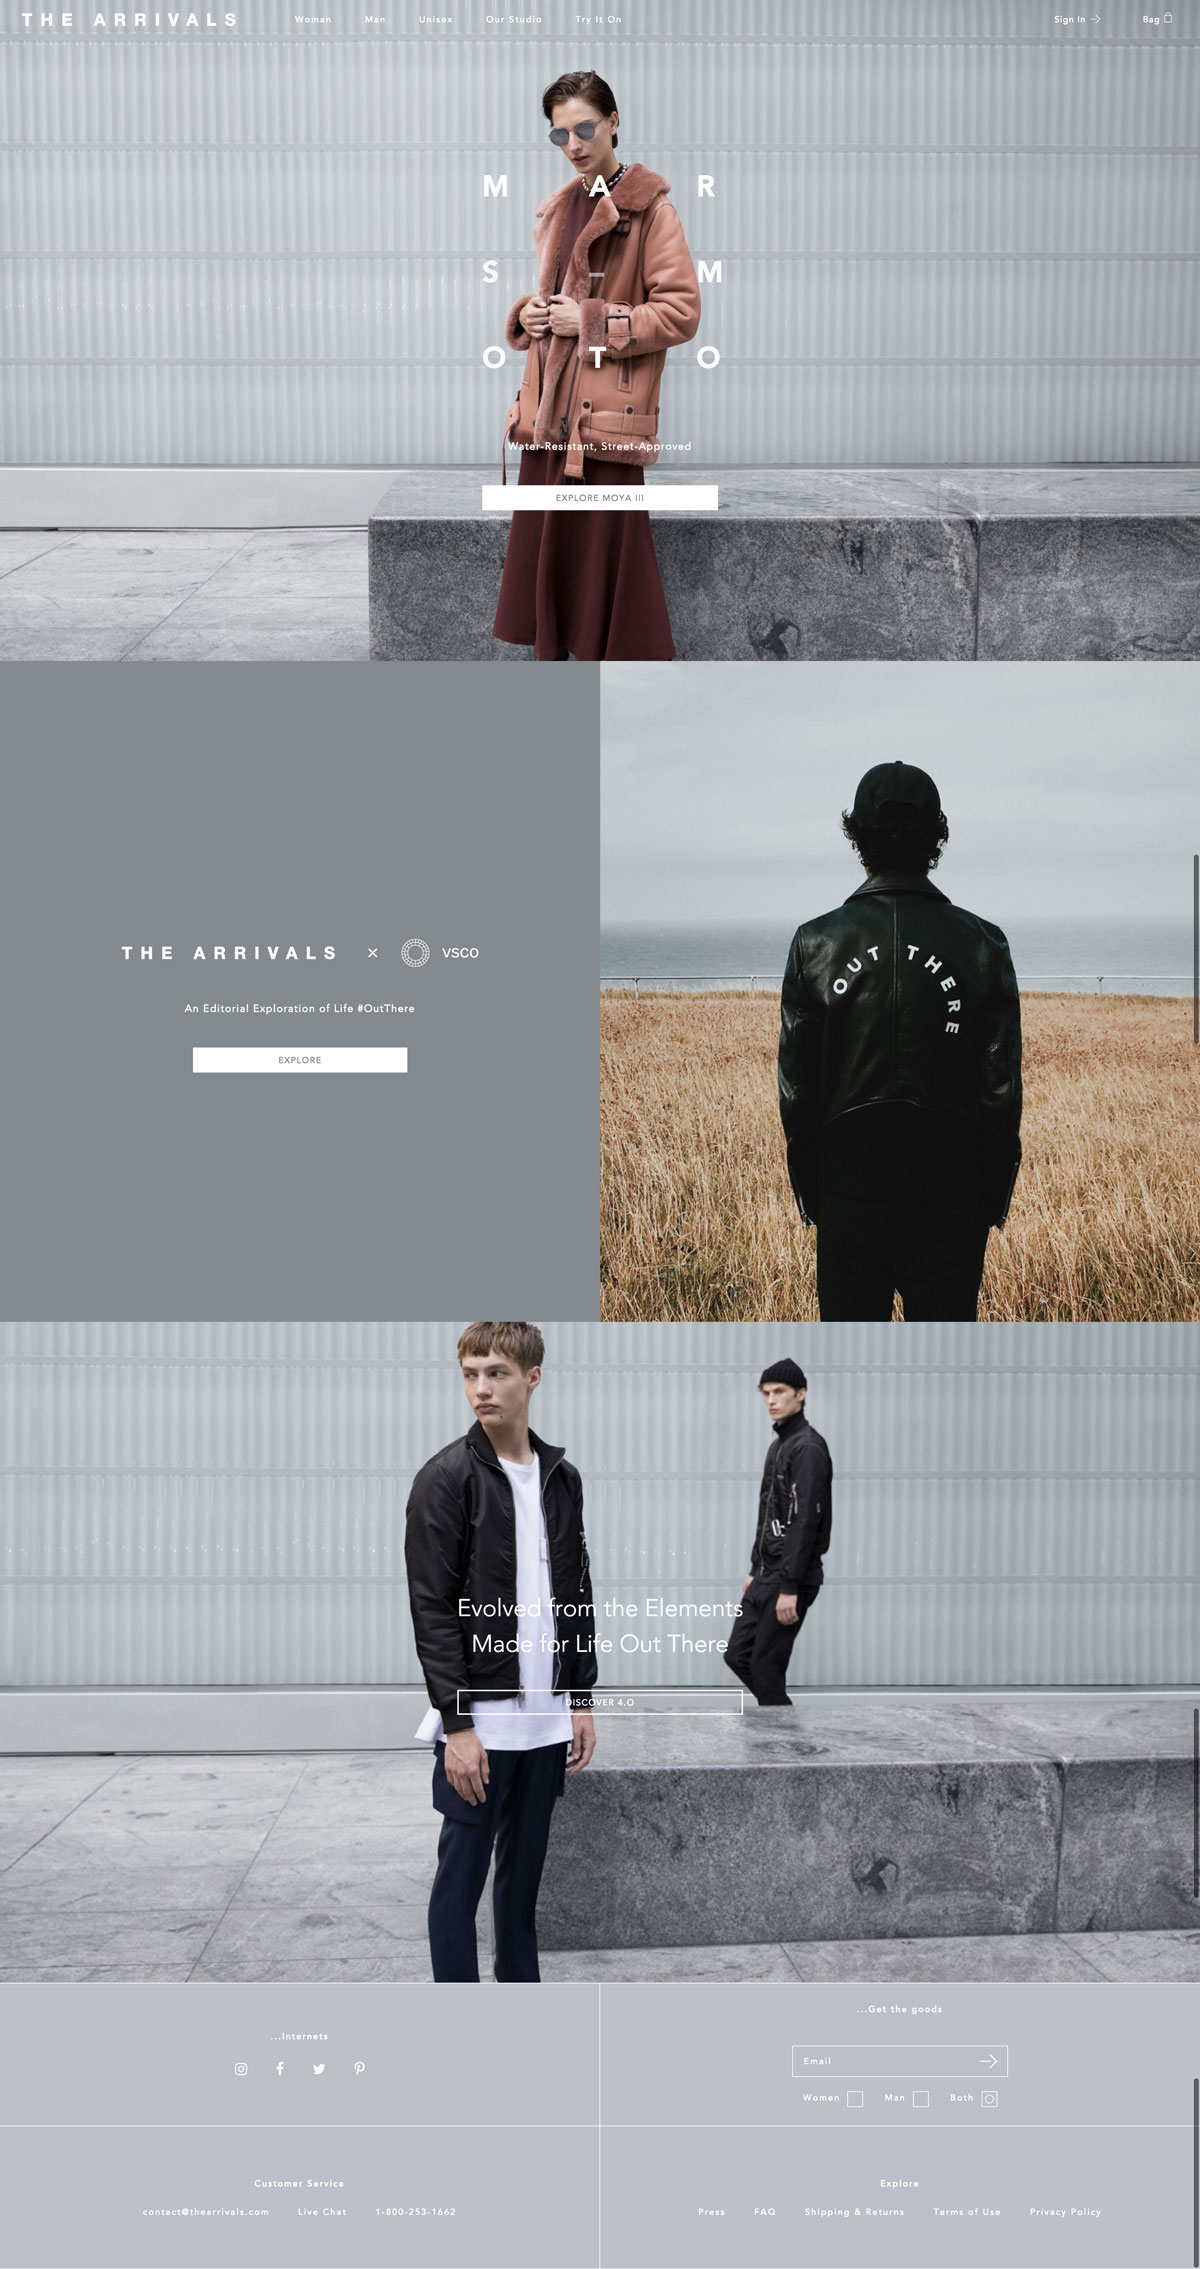 THE ARRIVALS
Woman Man Unisex Our Studio Try It On
Sign In Bag
M A R
S – M
O T O
Water-Resistant, Street-Approved
EXPLORE MOYA III
THE ARRIVALS × VSCO
An Editorial Exploration of Life #OutThere
EXPLORE
OUT THERE
Evolved from the Elements
Made for Life Out There
DISCOVER 4.O
...Internets
...Get the goods
Email
Women Man Both
Customer Service
contact@thearrivals.com Live Chat 1-800-253-1662
Explore
Press FAQ Shipping & Returns Terms of Use Privacy Policy